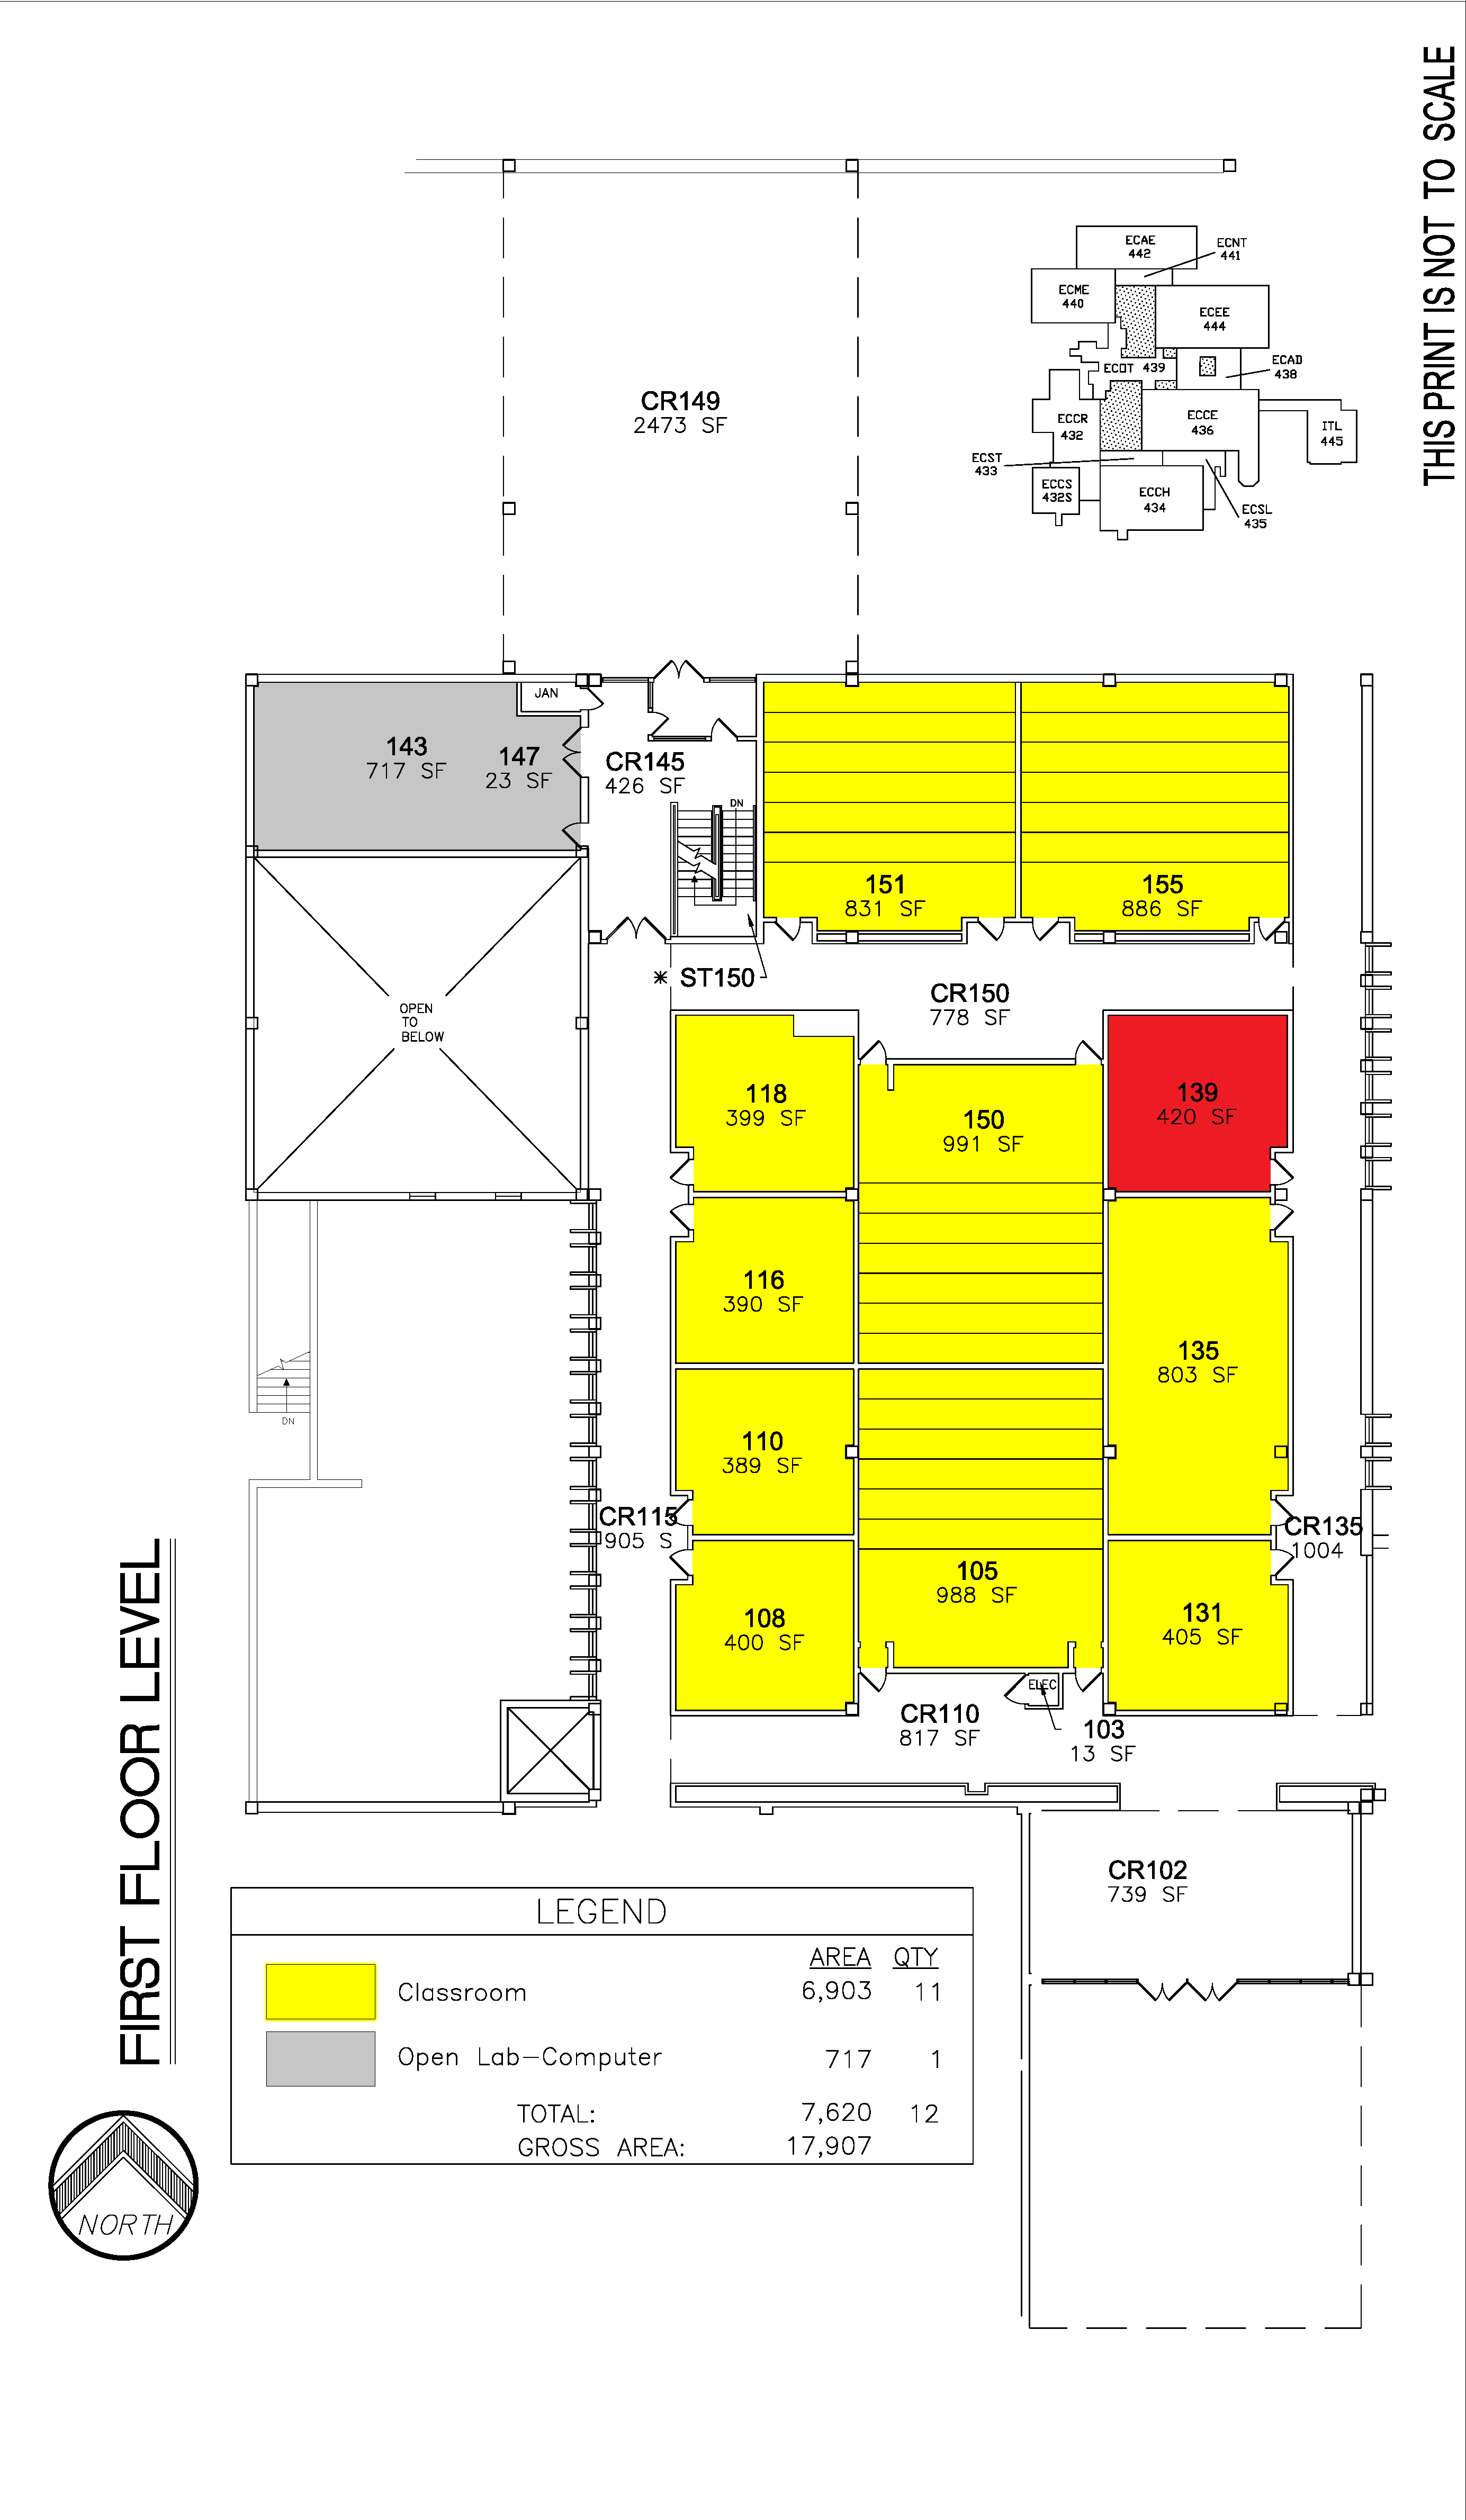 THIS PRINT IS NOT TO SCALE
ECAE
442
ECNT
441
ECME
440
ECEE
444
ECOT 439
ECAD
438
ECCR
432
ECCE
436
ITL
445
ECST
433
ECCS
432S
ECCH
434
ECSL
435
CR149
2473 SF
JAN
143
717 SF
147
23 SF
CR145
426 SF
DN
151
831 SF
155
886 SF
* ST150
CR150
778 SF
OPEN
TO
BELOW
118
399 SF
150
991 SF
139
420 SF
116
390 SF
135
803 SF
DN
110
389 SF
CR115
905 S
CR135
1004
105
988 SF
108
400 SF
131
405 SF
ELEC
CR110
817 SF
103
13 SF
CR102
739 SF
FIRST FLOOR LEVEL
LEGEND
AREA QTY
Classroom 6,903 11
Open Lab-Computer 717 1
TOTAL: 7,620 12
GROSS AREA: 17,907
NORTH